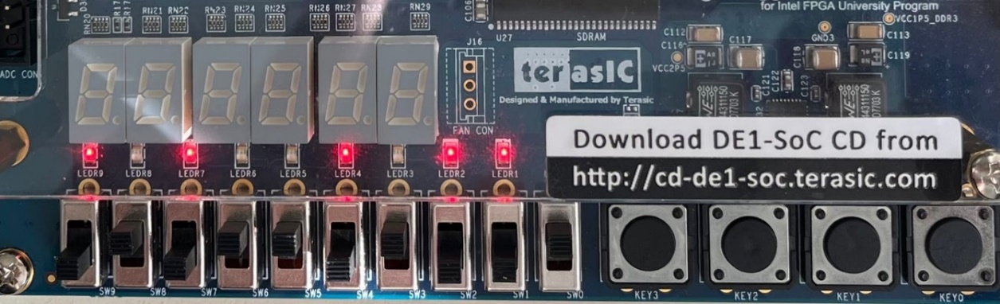 for Intel FPGA University Program
RN20
R17
R18
RN21
RN22
RN23
RN24
RN25
RN26
RN27
RN28
RN29
C106
U27
SDRAM
J16
VCC1P5_DDR3
C112
C116
C117
VCC2P5
GND3
C118
C113
C119
C121
C122
C123
ADC CON
terasIC
Designed & Manufactured by Terasic
FAN CON
Download DE1-SoC CD from
http://cd-de1-soc.terasic.com
LEDR9 LEDR8 LEDR7 LEDR6 LEDR5 LEDR4 LEDR3 LEDR2 LEDR1
SW9 SW8 SW7 SW6 SW5 SW4 SW3 SW2 SW1 SW0
KEY3 KEY2 KEY1 KEY0